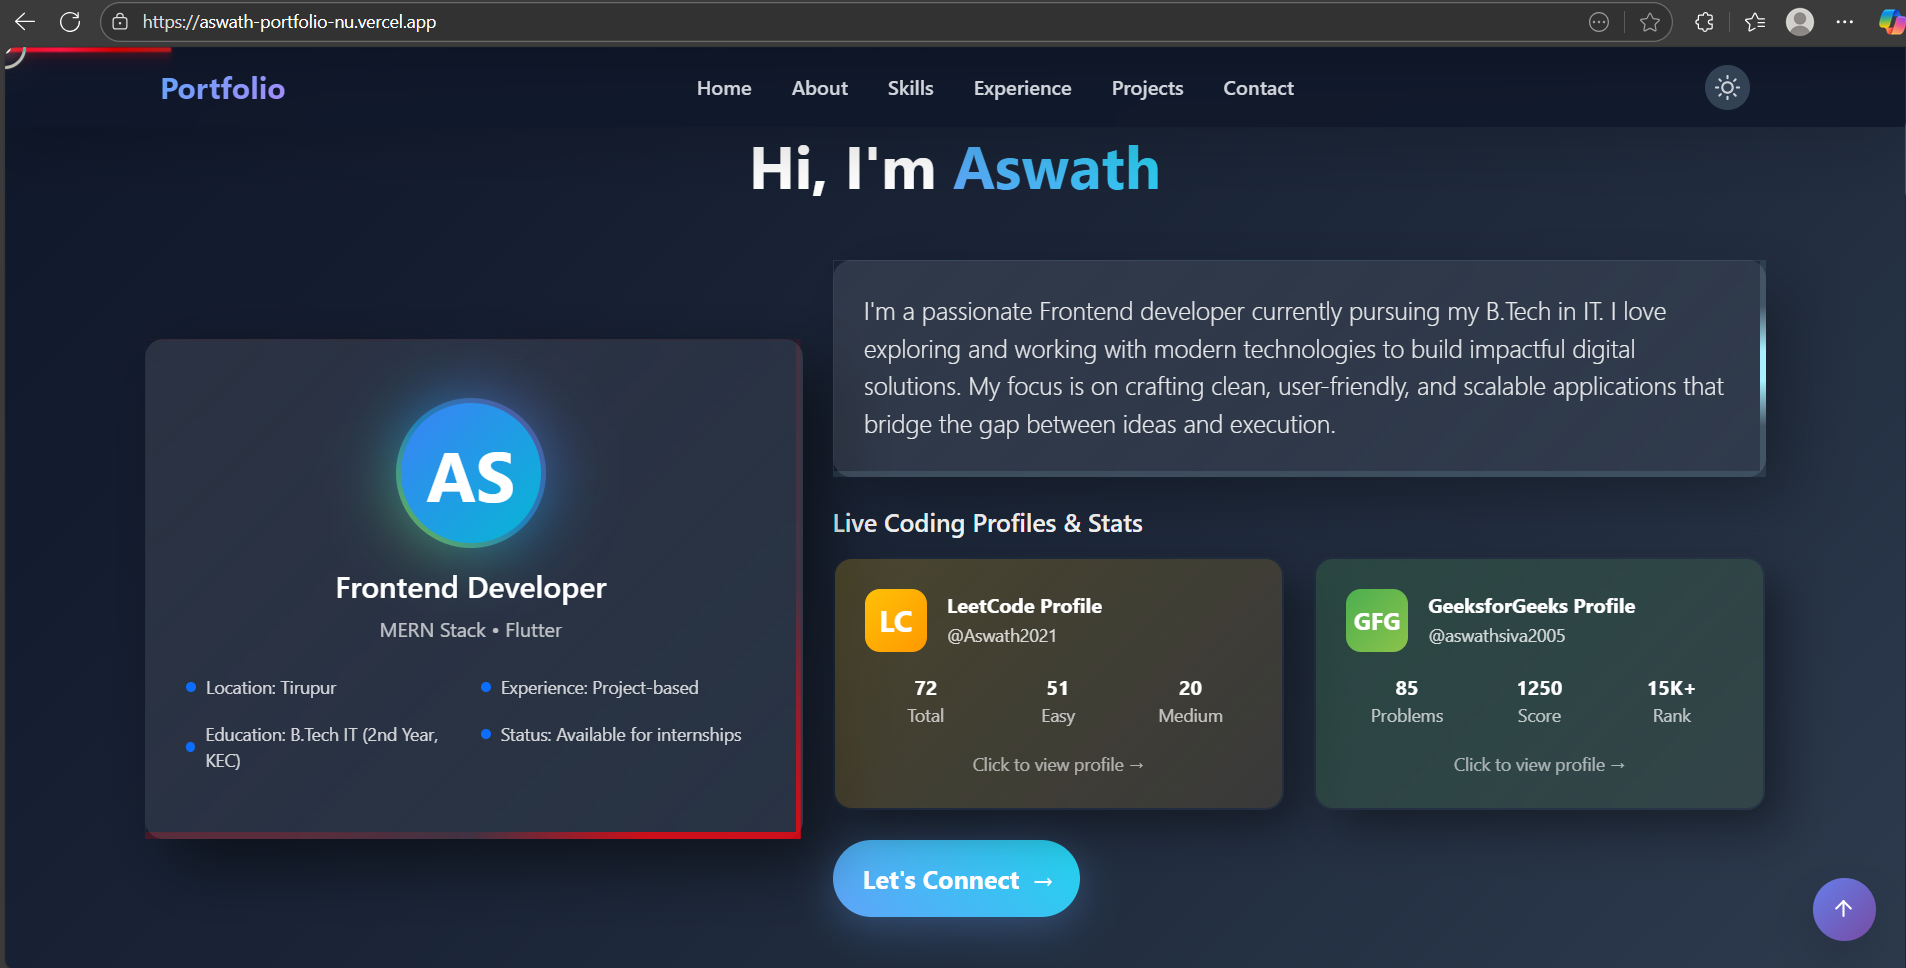 https://aswath-portfolio-nu.vercel.app
Portfolio
Home About Skills Experience Projects Contact
Hi, I'm Aswath
AS
Frontend Developer
MERN Stack • Flutter
Location: Tirupur
Experience: Project-based
Education: B.Tech IT (2nd Year,
KEC)
Status: Available for internships
I'm a passionate Frontend developer currently pursuing my B.Tech in IT. I love
exploring and working with modern technologies to build impactful digital
solutions. My focus is on crafting clean, user-friendly, and scalable applications that
bridge the gap between ideas and execution.
Live Coding Profiles & Stats
LC
LeetCode Profile
@Aswath2021
72 51 20
Total Easy Medium
Click to view profile →
GFG
GeeksforGeeks Profile
@aswathsiva2005
85 1250 15K+
Problems Score Rank
Click to view profile →
Let's Connect →